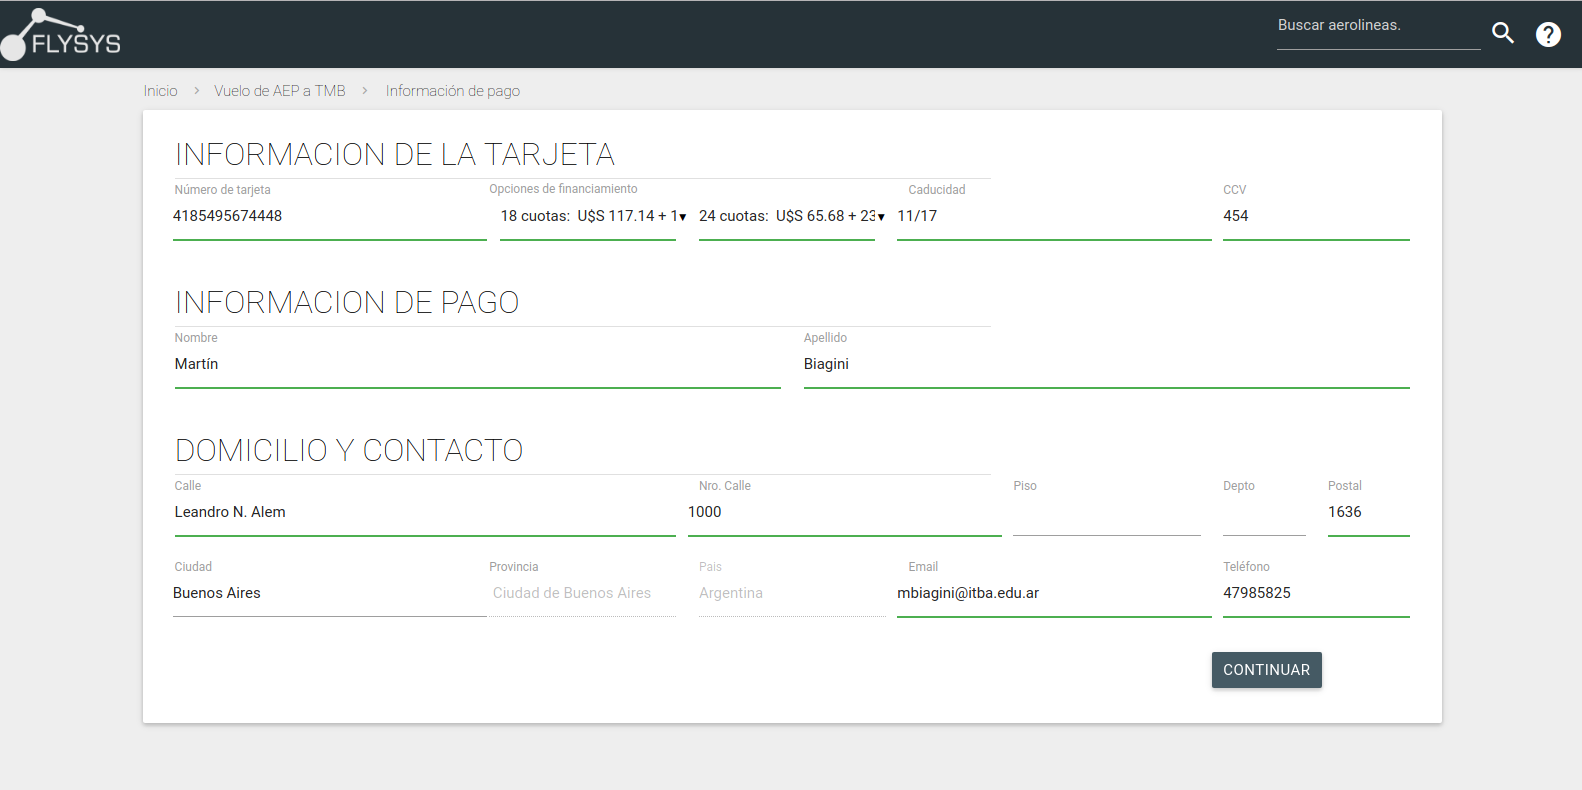 FLYSYS
Buscar aerolineas.
Inicio > Vuelo de AEP a TMB > Información de pago
INFORMACION DE LA TARJETA
Número de tarjeta Opciones de financiamiento Caducidad CCV
4185495674448 18 cuotas: U$S 117.14 + 1 24 cuotas: U$S 65.68 + 23 11/17 454
INFORMACION DE PAGO
Nombre Apellido
Martín Biagini
DOMICILIO Y CONTACTO
Calle Nro. Calle Piso Depto Postal
Leandro N. Alem 1000 1636
Ciudad Provincia Pais Email Teléfono
Buenos Aires Ciudad de Buenos Aires Argentina mbiagini@itba.edu.ar 47985825
CONTINUAR